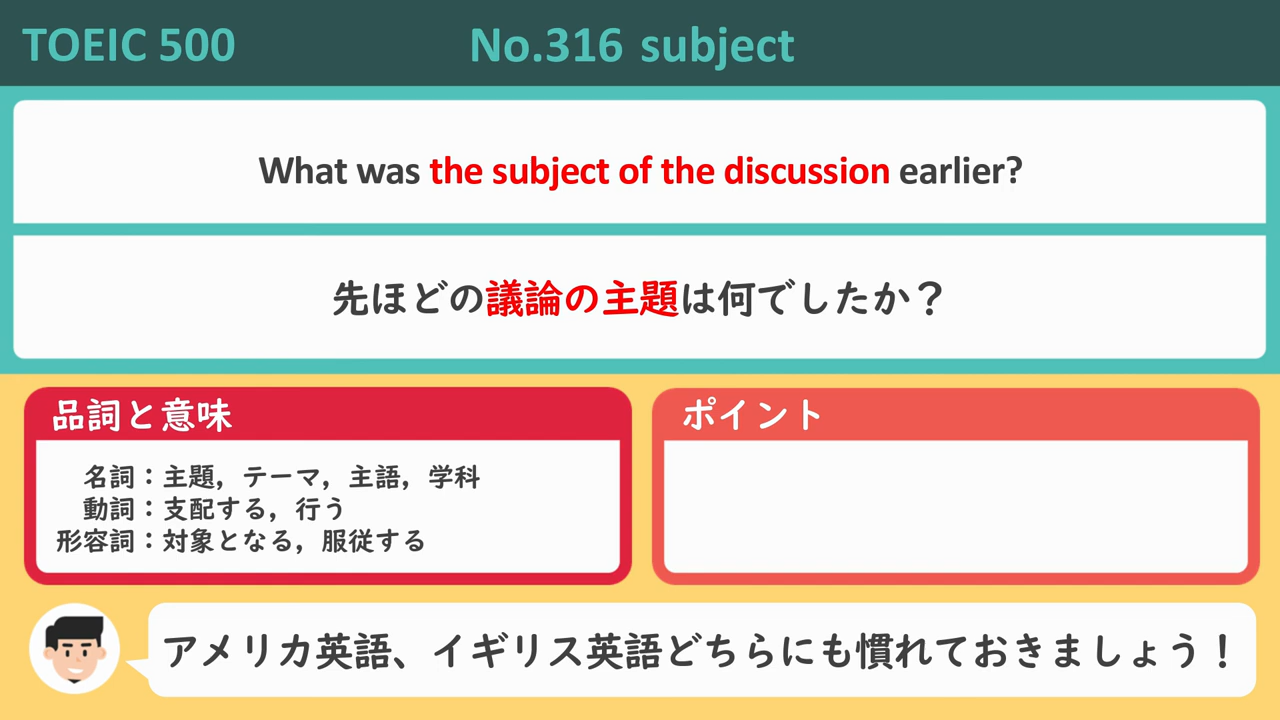 TOEIC 500
No.316 subject
What was the subject of the discussion earlier?
先ほどの議論の主題は何でしたか？
品詞と意味
名詞：主題，テーマ，主語，学科
動詞：支配する，行う
形容詞：対象となる，服従する
ポイント
アメリカ英語、イギリス英語どちらにも慣れておきましょう！